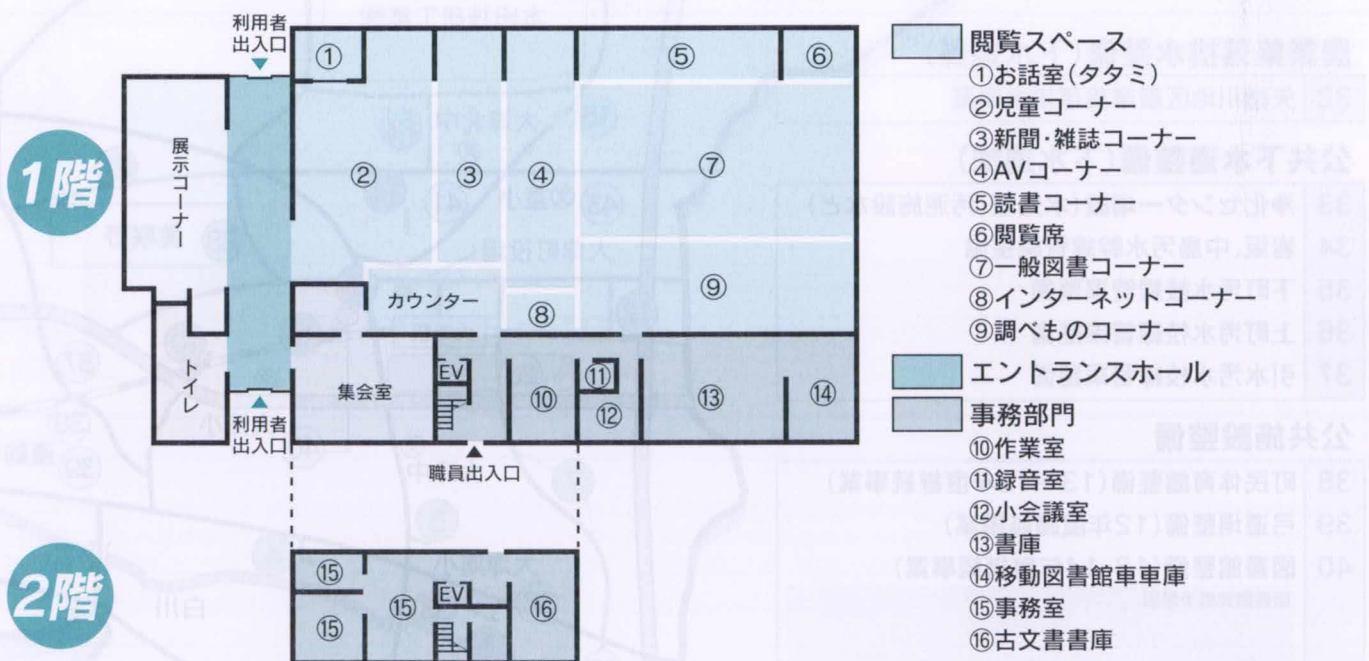 利用者
出入口
1階
展示コーナー
トイレ
利用者
出入口
①
②
③
④
⑤
⑥
⑦
⑧
⑨
カウンター
集会室
EV
⑩
⑪
⑫
⑬
⑭
職員出入口
2階
⑮
⑮
⑮
EV
⑯
閲覧スペース
①お話室(タタミ)
②児童コーナー
③新聞・雑誌コーナー
④AVコーナー
⑤読書コーナー
⑥閲覧席
⑦一般図書コーナー
⑧インターネットコーナー
⑨調べものコーナー
エントランスホール
事務部門
⑩作業室
⑪録音室
⑫小会議室
⑬書庫
⑭移動図書館車車庫
⑮事務室
⑯古文書書庫